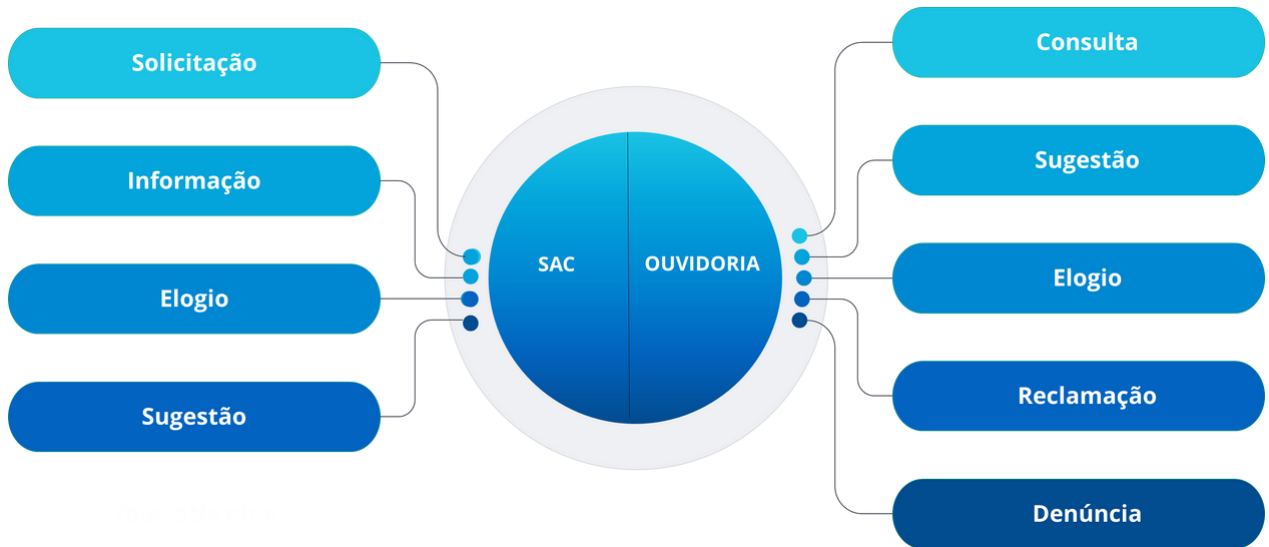 Solicitação
Informação
Elogio
Sugestão
SAC
OUVIDORIA
Consulta
Sugestão
Elogio
Reclamação
Denúncia